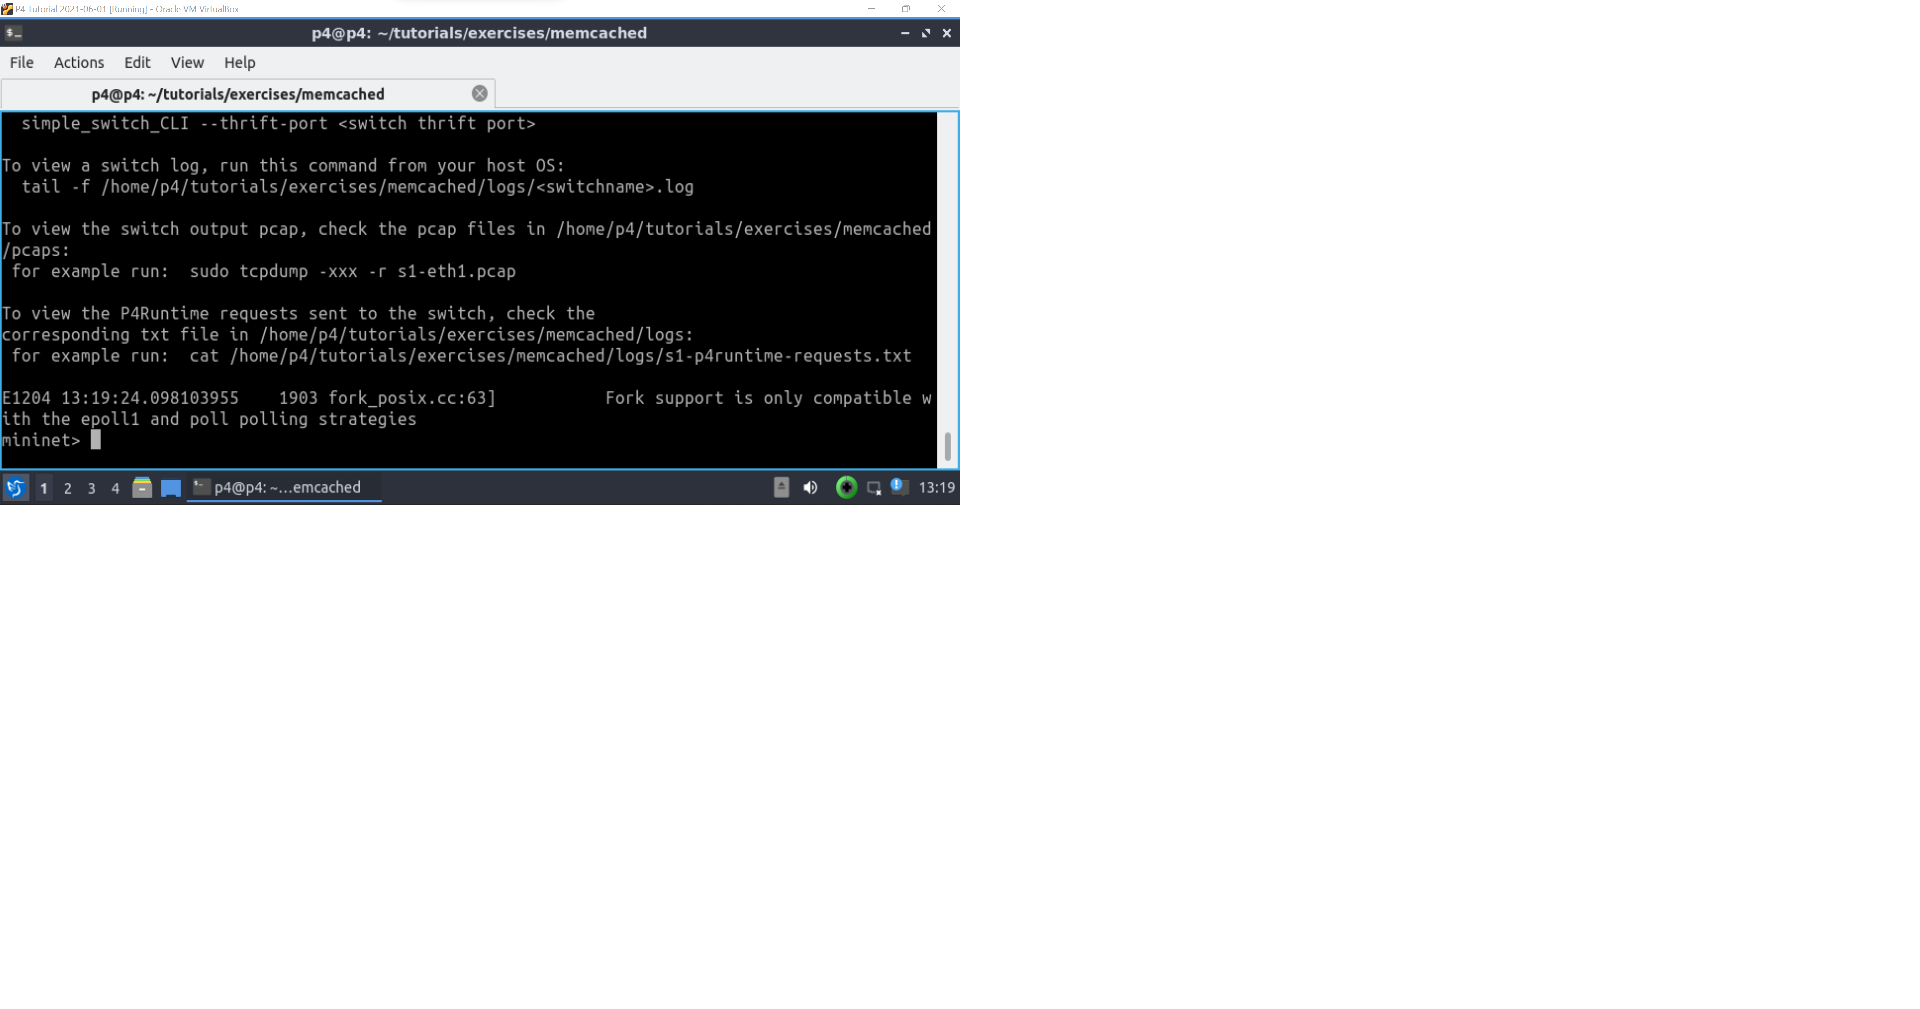 P4 Tutorial 2021-06-01 [Running] - Oracle VM VirtualBox
p4@p4: ~/tutorials/exercises/memcached
File Actions Edit View Help
p4@p4: ~/tutorials/exercises/memcached
simple_switch_CLI --thrift-port <switch thrift port>
To view a switch log, run this command from your host OS:
tail -f /home/p4/tutorials/exercises/memcached/logs/<switchname>.log
To view the switch output pcap, check the pcap files in /home/p4/tutorials/exercises/memcached
/pcaps:
for example run:  sudo tcpdump -xxx -r s1-eth1.pcap
To view the P4Runtime requests sent to the switch, check the
corresponding txt file in /home/p4/tutorials/exercises/memcached/logs:
for example run:  cat /home/p4/tutorials/exercises/memcached/logs/s1-p4runtime-requests.txt
E1204 13:19:24.098103955    1903 fork_posix.cc:63]           Fork support is only compatible w
ith the epoll1 and poll polling strategies
mininet>
1 2 3 4 p4@p4: ~...emcached 13:19